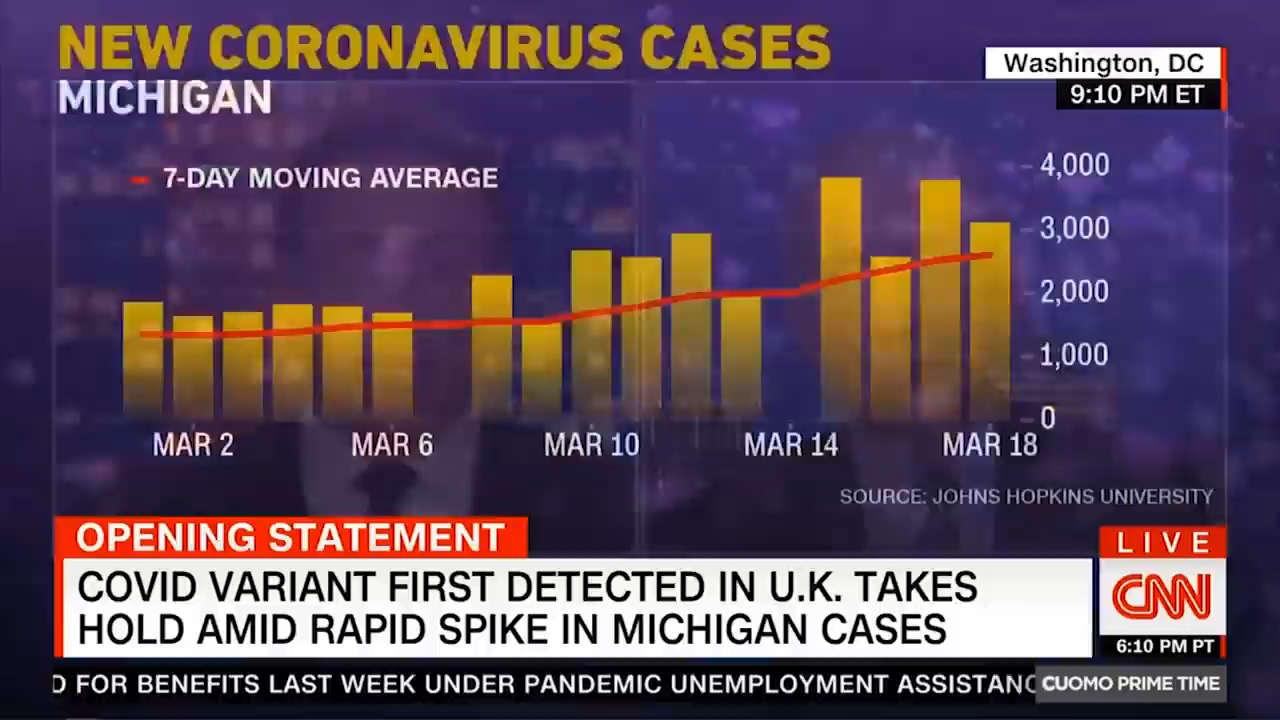 NEW CORONAVIRUS CASES
MICHIGAN
Washington, DC
9:10 PM ET
7-DAY MOVING AVERAGE
4,000
3,000
2,000
1,000
0
MAR 2 MAR 6 MAR 10 MAR 14 MAR 18
SOURCE: JOHNS HOPKINS UNIVERSITY
OPENING STATEMENT
COVID VARIANT FIRST DETECTED IN U.K. TAKES
HOLD AMID RAPID SPIKE IN MICHIGAN CASES
LIVE
CNN
6:10 PM PT
FOR BENEFITS LAST WEEK UNDER PANDEMIC UNEMPLOYMENT
CUOMO PRIME TIME